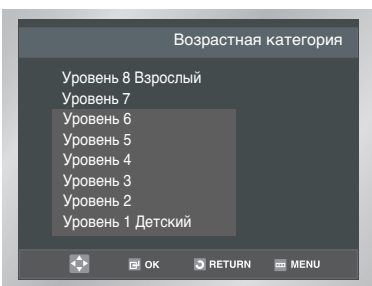 Возрастная категория
Уровень 8 Взрослый
Уровень 7
Уровень 6
Уровень 5
Уровень 4
Уровень 3
Уровень 2
Уровень 1 Детский
OK RETURN MENU